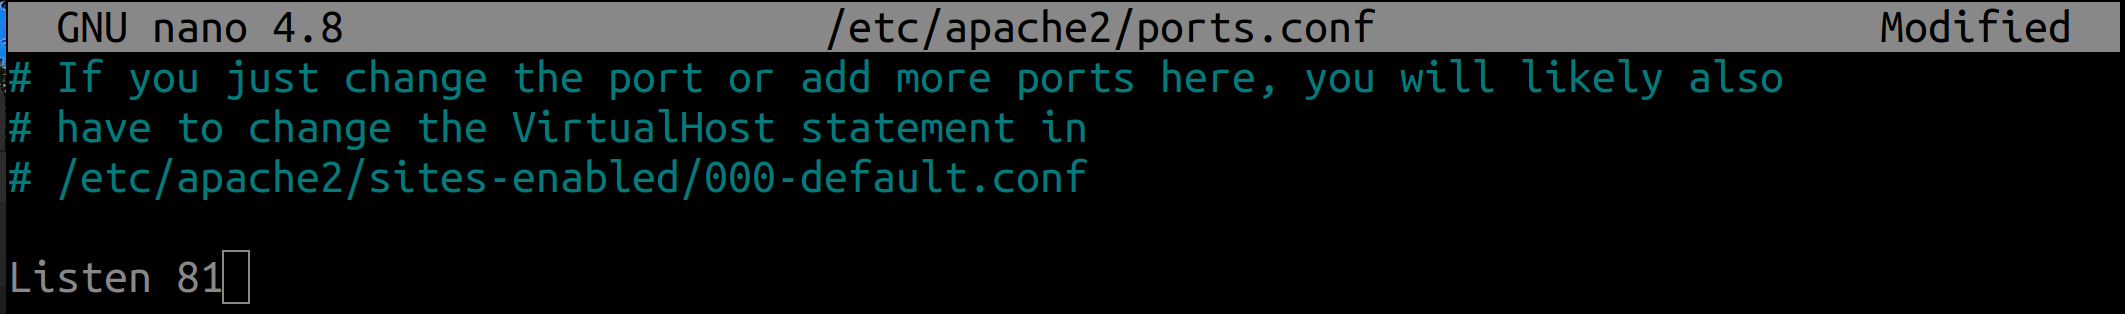 GNU nano 4.8 /etc/apache2/ports.conf Modified
# If you just change the port or add more ports here, you will likely also
# have to change the VirtualHost statement in
# /etc/apache2/sites-enabled/000-default.conf
Listen 81